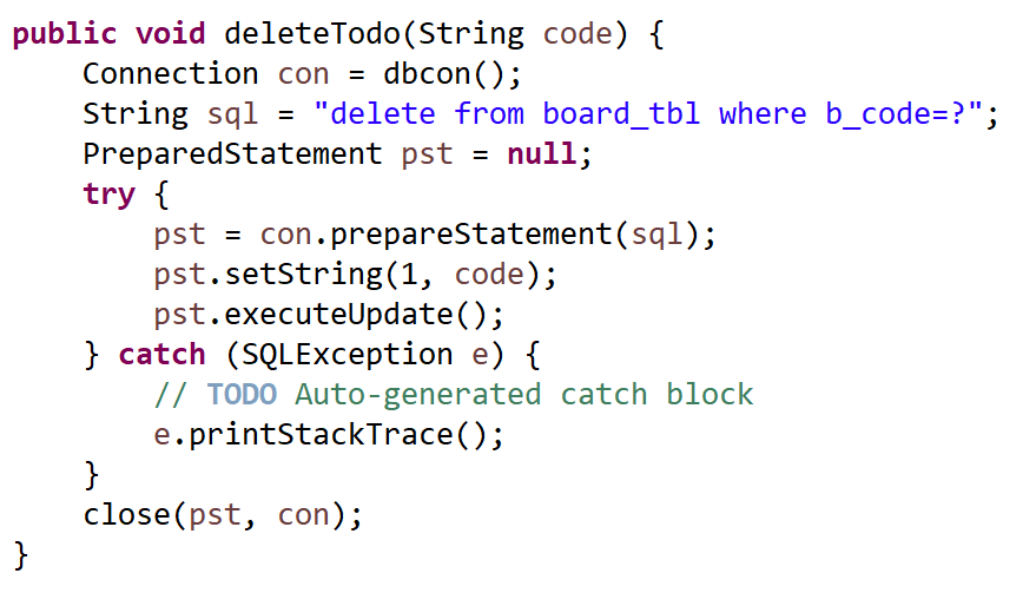 public void deleteTodo(String code) {
    Connection con = dbcon();
    String sql = "delete from board_tbl where b_code=?";
    PreparedStatement pst = null;
    try {
        pst = con.prepareStatement(sql);
        pst.setString(1, code);
        pst.executeUpdate();
    } catch (SQLException e) {
        // TODO Auto-generated catch block
        e.printStackTrace();
    }
    close(pst, con);
}